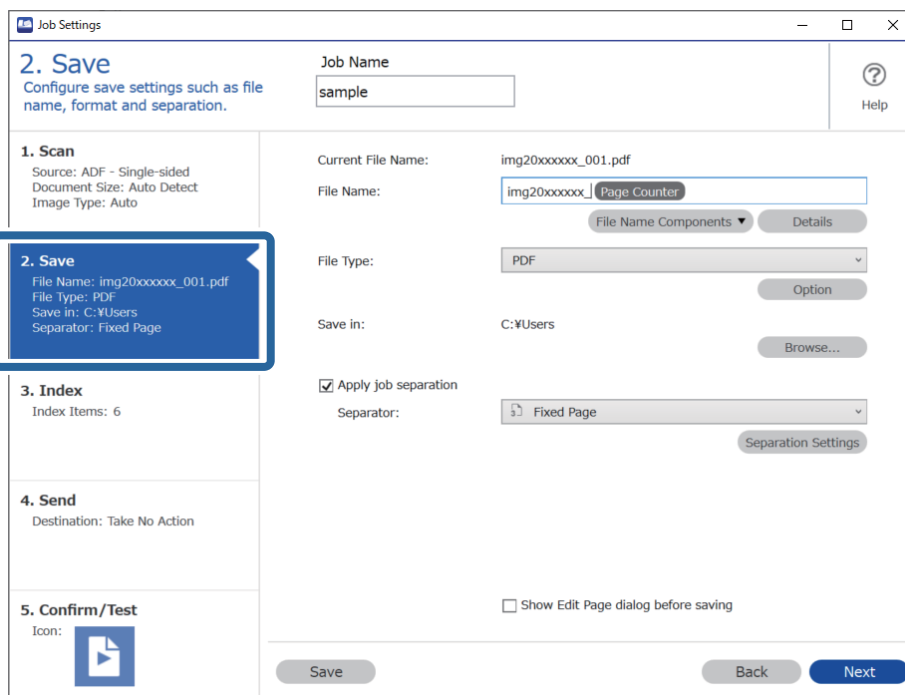 Job Settings
2. Save
Configure save settings such as file
name, format and separation.
Job Name
sample
Help
1. Scan
Source: ADF - Single-sided
Document Size: Auto Detect
Image Type: Auto
2. Save
File Name: img20xxxxxx_001.pdf
File Type: PDF
Save in: C:¥Users
Separator: Fixed Page
3. Index
Index Items: 6
4. Send
Destination: Take No Action
5. Confirm/Test
Icon:
Current File Name: img20xxxxxx_001.pdf
File Name: img20xxxxxx_ Page Counter
File Name Components ▼ Details
File Type: PDF
Option
Save in: C:¥Users
Browse...
Apply job separation
Separator: Fixed Page
Separation Settings
Show Edit Page dialog before saving
Save Back Next